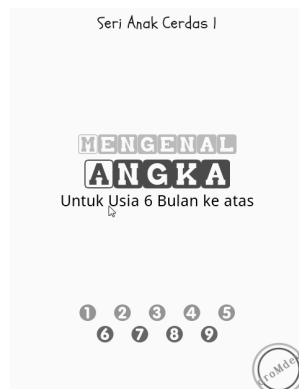 Seri Anak Cerdas 1
MENGENAL
ANGKA
Untuk Usia 6 Bulan ke atas
1 2 3 4 5
6 7 8 9